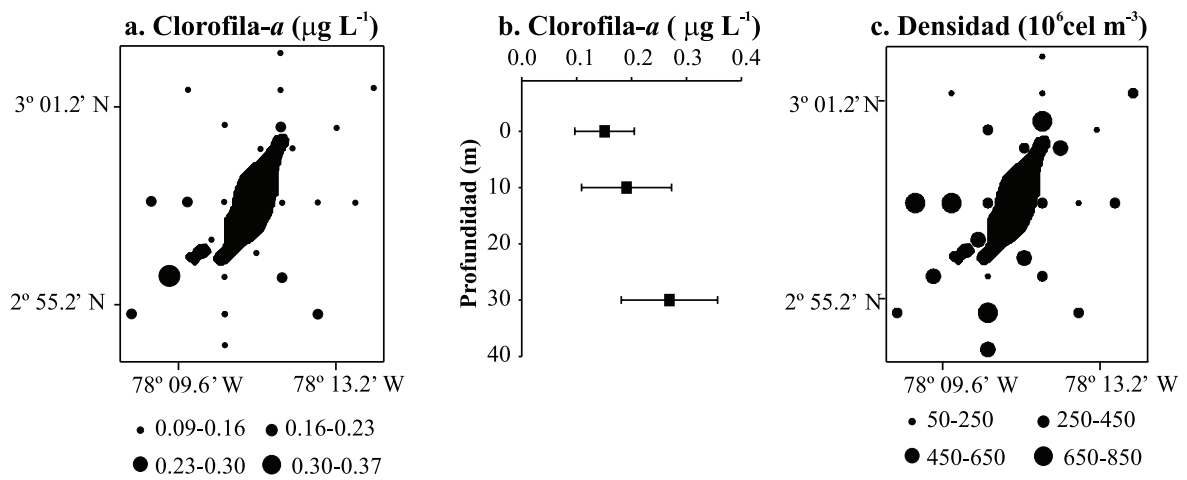 a. Clorofila-a (µg L-1)
3º 01.2' N
2º 55.2' N
78º 09.6' W
78º 13.2' W
0.09-0.16
0.16-0.23
0.23-0.30
0.30-0.37
b. Clorofila-a ( µg L-1)
0.0
0.1
0.2
0.3
0.4
Profundidad (m)
0
10
20
30
40
c. Densidad (10⁶cel m-3)
3º 01.2' N
2º 55.2' N
78º 09.6' W
78º 13.2' W
50-250
250-450
450-650
650-850